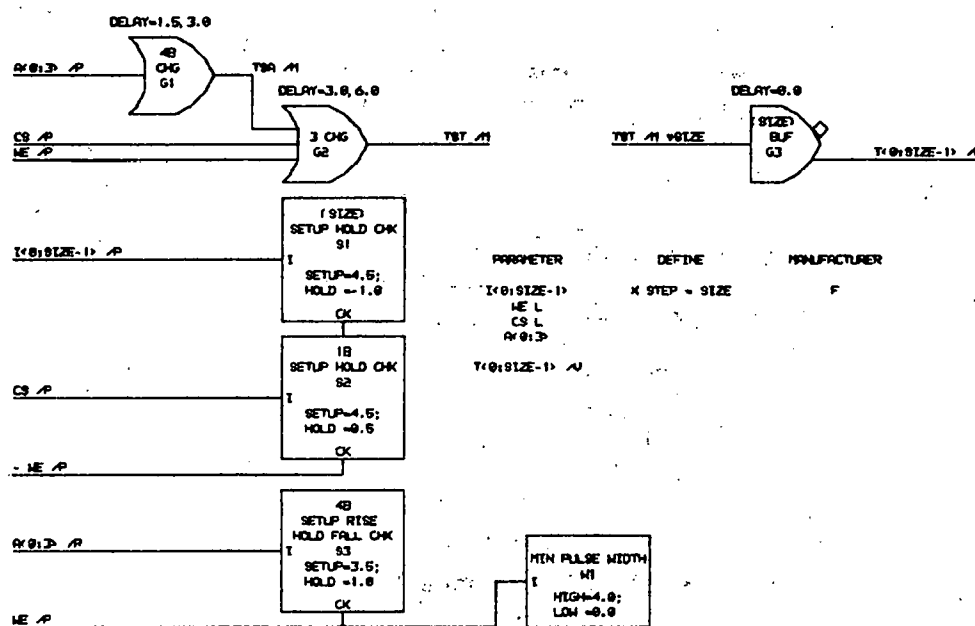 DELAY=1.5,3.0
4B
CHG
G1
A<0:3> /P
TSA /M
DELAY=3.0,6.0
3 CHG
G2
CS /P
WE /P
TST /M
DELAY=0.0
(SIZE)
BUF
G3
TST /M *SIZE
T<0:SIZE-1>
(SIZE)
SETUP HOLD CHK
S1
I<0:SIZE-1> /P
I
SETUP=4.5;
HOLD =-1.0
CK
PARAMETER
DEFINE
MANUFACTURER
I<0:SIZE-1>
X STEP = SIZE
F
WE L
CS L
A<0:3>
T<0:SIZE-1> /U
1B
SETUP HOLD CHK
S2
CS /P
I
SETUP=4.5;
HOLD =0.5
CK
- WE /P
4B
SETUP RISE
HOLD FALL CHK
S3
A<0:3> /P
I
SETUP=3.5;
HOLD =1.0
CK
MIN PULSE WIDTH
W1
I
HIGH=4.0;
LOW =0.0
WE /P